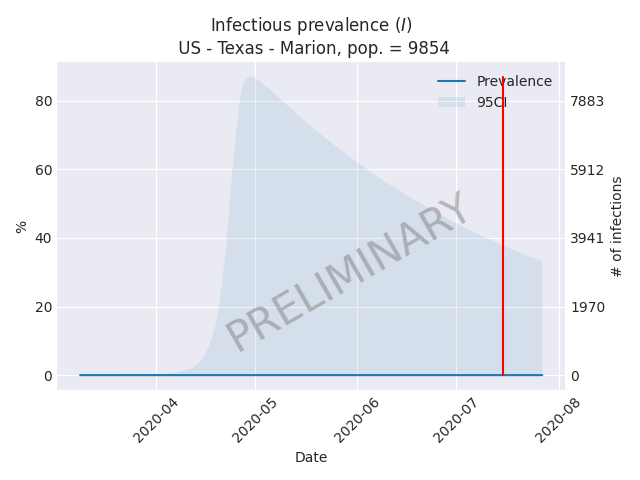 Infectious prevalence (I)
US - Texas - Marion, pop. = 9854
Prevalence
95CI
80
60
40
20
0
%
7883
5912
3941
1970
0
# of infections
PRELIMINARY
2020-04
2020-05
2020-06
2020-07
2020-08
Date